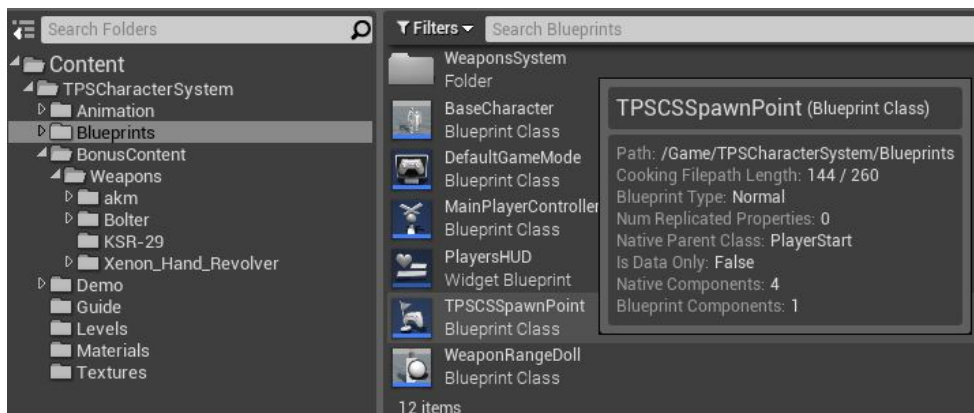 Search Folders
Content
TPSCharacterSystem
Animation
Blueprints
BonusContent
Weapons
akm
Bolter
KSR-29
Xenon_Hand_Revolver
Demo
Guide
Levels
Materials
Textures
Filters
Search Blueprints
WeaponsSystem
Folder
BaseCharacter
Blueprint Class
DefaultGameMode
Blueprint Class
MainPlayerController
Blueprint Class
PlayersHUD
Widget Blueprint
TPSCSSpawnPoint
Blueprint Class
WeaponRangeDoll
Blueprint Class
12 items
TPSCSSpawnPoint (Blueprint Class)
Path: /Game/TPSCharacterSystem/Blueprints
Cooking Filepath Length: 144 / 260
Blueprint Type: Normal
Num Replicated Properties: 0
Native Parent Class: PlayerStart
Is Data Only: False
Native Components: 4
Blueprint Components: 1